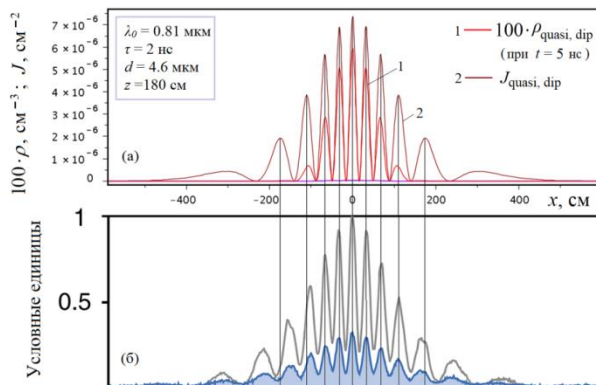 100·ρ, см⁻³; J, см⁻²
7×10⁻⁶
6×10⁻⁶
5×10⁻⁶
4×10⁻⁶
3×10⁻⁶
2×10⁻⁶
1×10⁻⁶
0
λ₀ = 0.81 мкм
τ = 2 нс
d = 4.6 мкм
z = 180 см
1
2
1 100·ρquasi, dip
(при t = 5 нс)
2 Jquasi, dip
(а)
−400 −200 0 200 400 x, см
Условные единицы
1
0.5
(б)